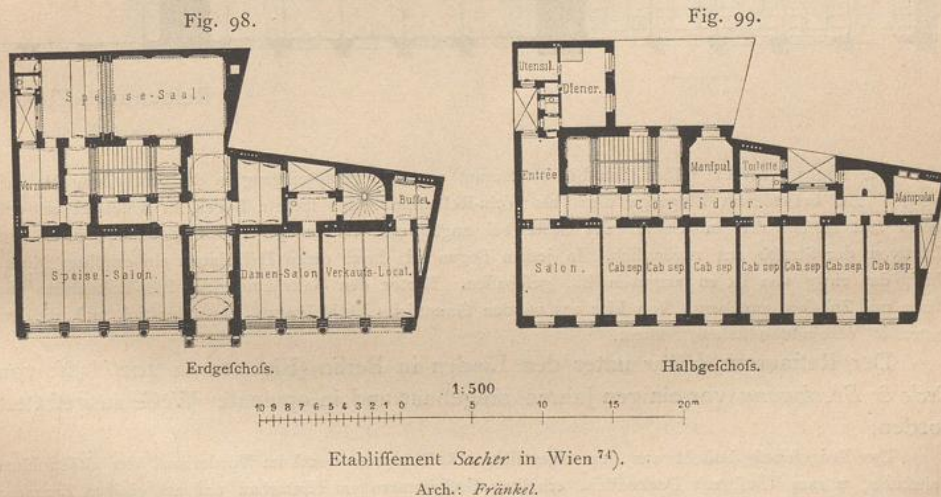 Fig. 98.
Speise-Saal.
Vorzimmer
Buffet
Speise-Salon.
Damen-Salon
Verkaufs-Local.
Erdgeſchoſs.
Fig. 99.
Utensil.
Diener.
Entrée
Manipul.
Toilette
Manipulat
Corridor.
Salon.
Cab sep.
Cab sep.
Cab sep
Cab sep
Cab sep.
Cab sep.
Cab. sep.
Halbgeſchoſs.
1:500
10 9 8 7 6 5 4 3 2 1 0 5 10 15 20m
Etabliſſement Sacher in Wien 74).
Arch.: Fränkel.